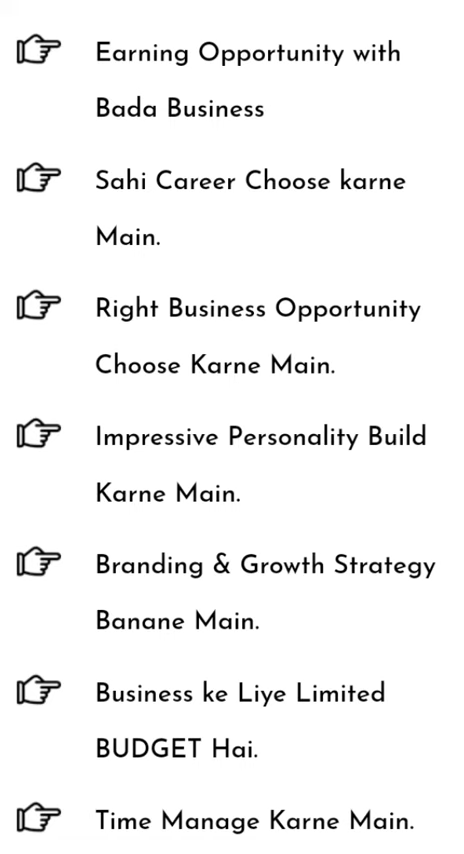 Earning Opportunity with
Bada Business
Sahi Career Choose karne
Main.
Right Business Opportunity
Choose Karne Main.
Impressive Personality Build
Karne Main.
Branding & Growth Strategy
Banane Main.
Business ke Liye Limited
BUDGET Hai.
Time Manage Karne Main.